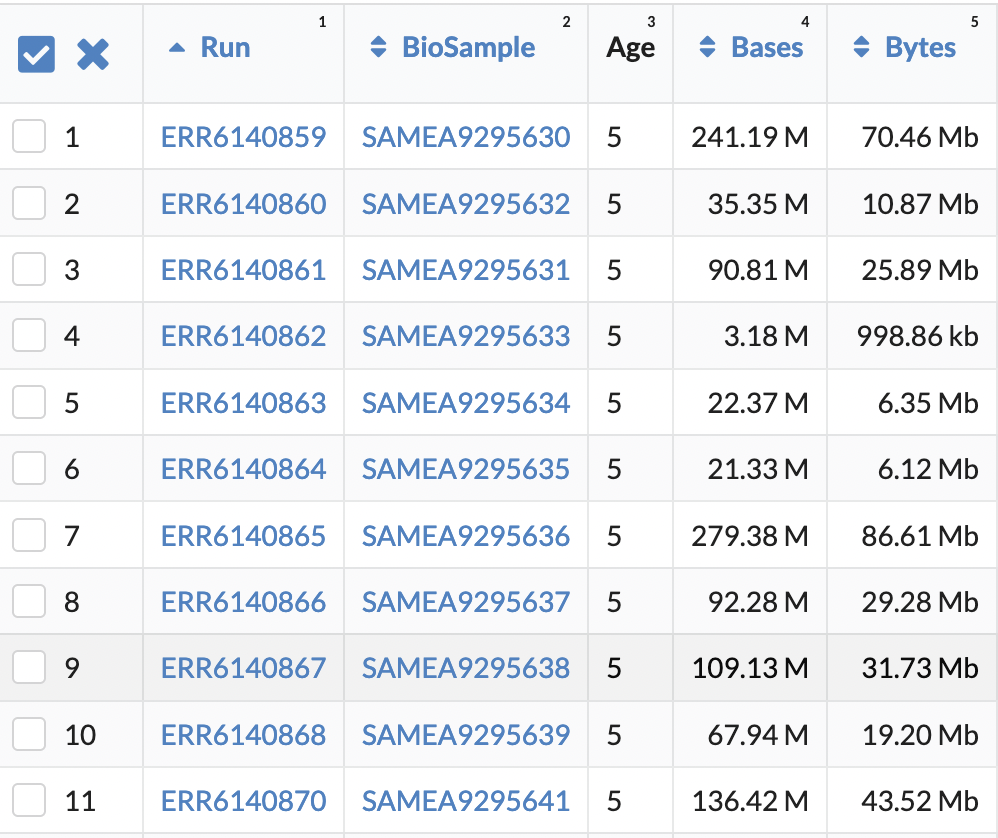 1 2 3 4 5
Run BioSample Age Bases Bytes
1 ERR6140859 SAMEA9295630 5 241.19 M 70.46 Mb
2 ERR6140860 SAMEA9295632 5 35.35 M 10.87 Mb
3 ERR6140861 SAMEA9295631 5 90.81 M 25.89 Mb
4 ERR6140862 SAMEA9295633 5 3.18 M 998.86 kb
5 ERR6140863 SAMEA9295634 5 22.37 M 6.35 Mb
6 ERR6140864 SAMEA9295635 5 21.33 M 6.12 Mb
7 ERR6140865 SAMEA9295636 5 279.38 M 86.61 Mb
8 ERR6140866 SAMEA9295637 5 92.28 M 29.28 Mb
9 ERR6140867 SAMEA9295638 5 109.13 M 31.73 Mb
10 ERR6140868 SAMEA9295639 5 67.94 M 19.20 Mb
11 ERR6140870 SAMEA9295641 5 136.42 M 43.52 Mb